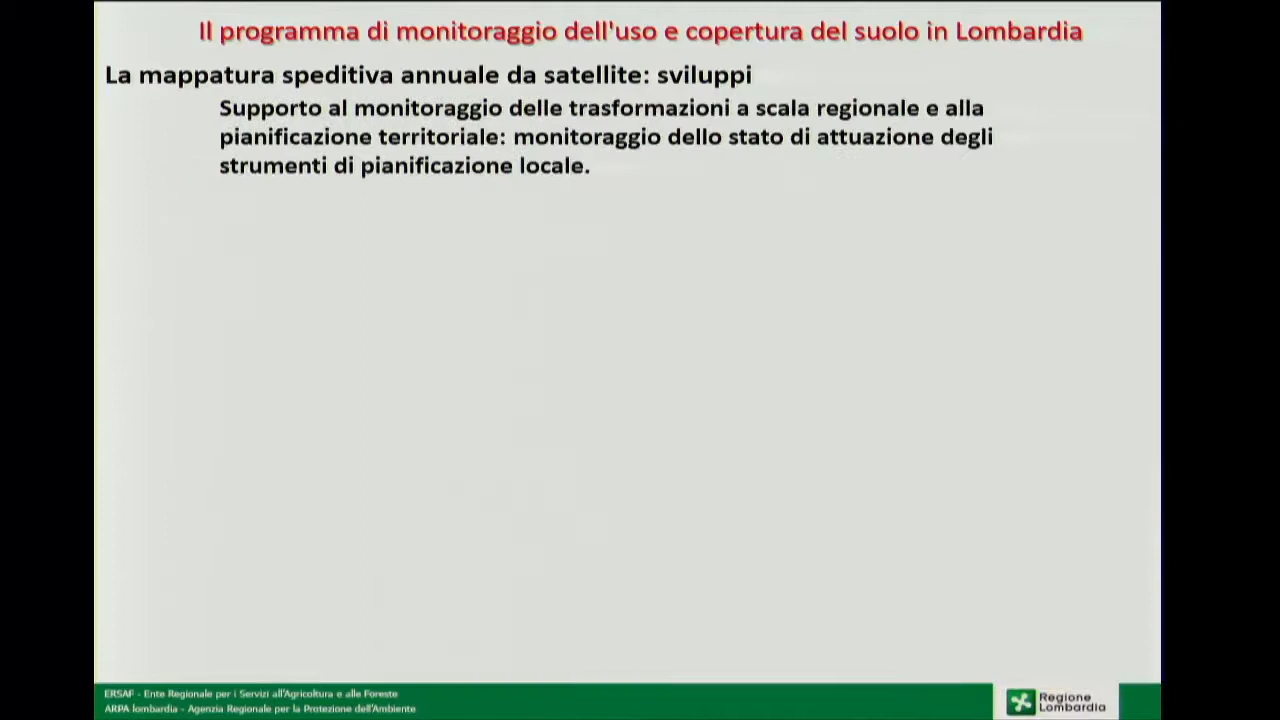 Il programma di monitoraggio dell'uso e copertura del suolo in Lombardia
La mappatura speditiva annuale da satellite: sviluppi
Supporto al monitoraggio delle trasformazioni a scala regionale e alla
pianificazione territoriale: monitoraggio dello stato di attuazione degli
strumenti di pianificazione locale.
ERSAF - Ente Regionale per i Servizi all'Agricoltura e alle Foreste
ARPA lombardia - Agenzia Regionale per la Protezione dell'Ambiente
Regione
Lombardia